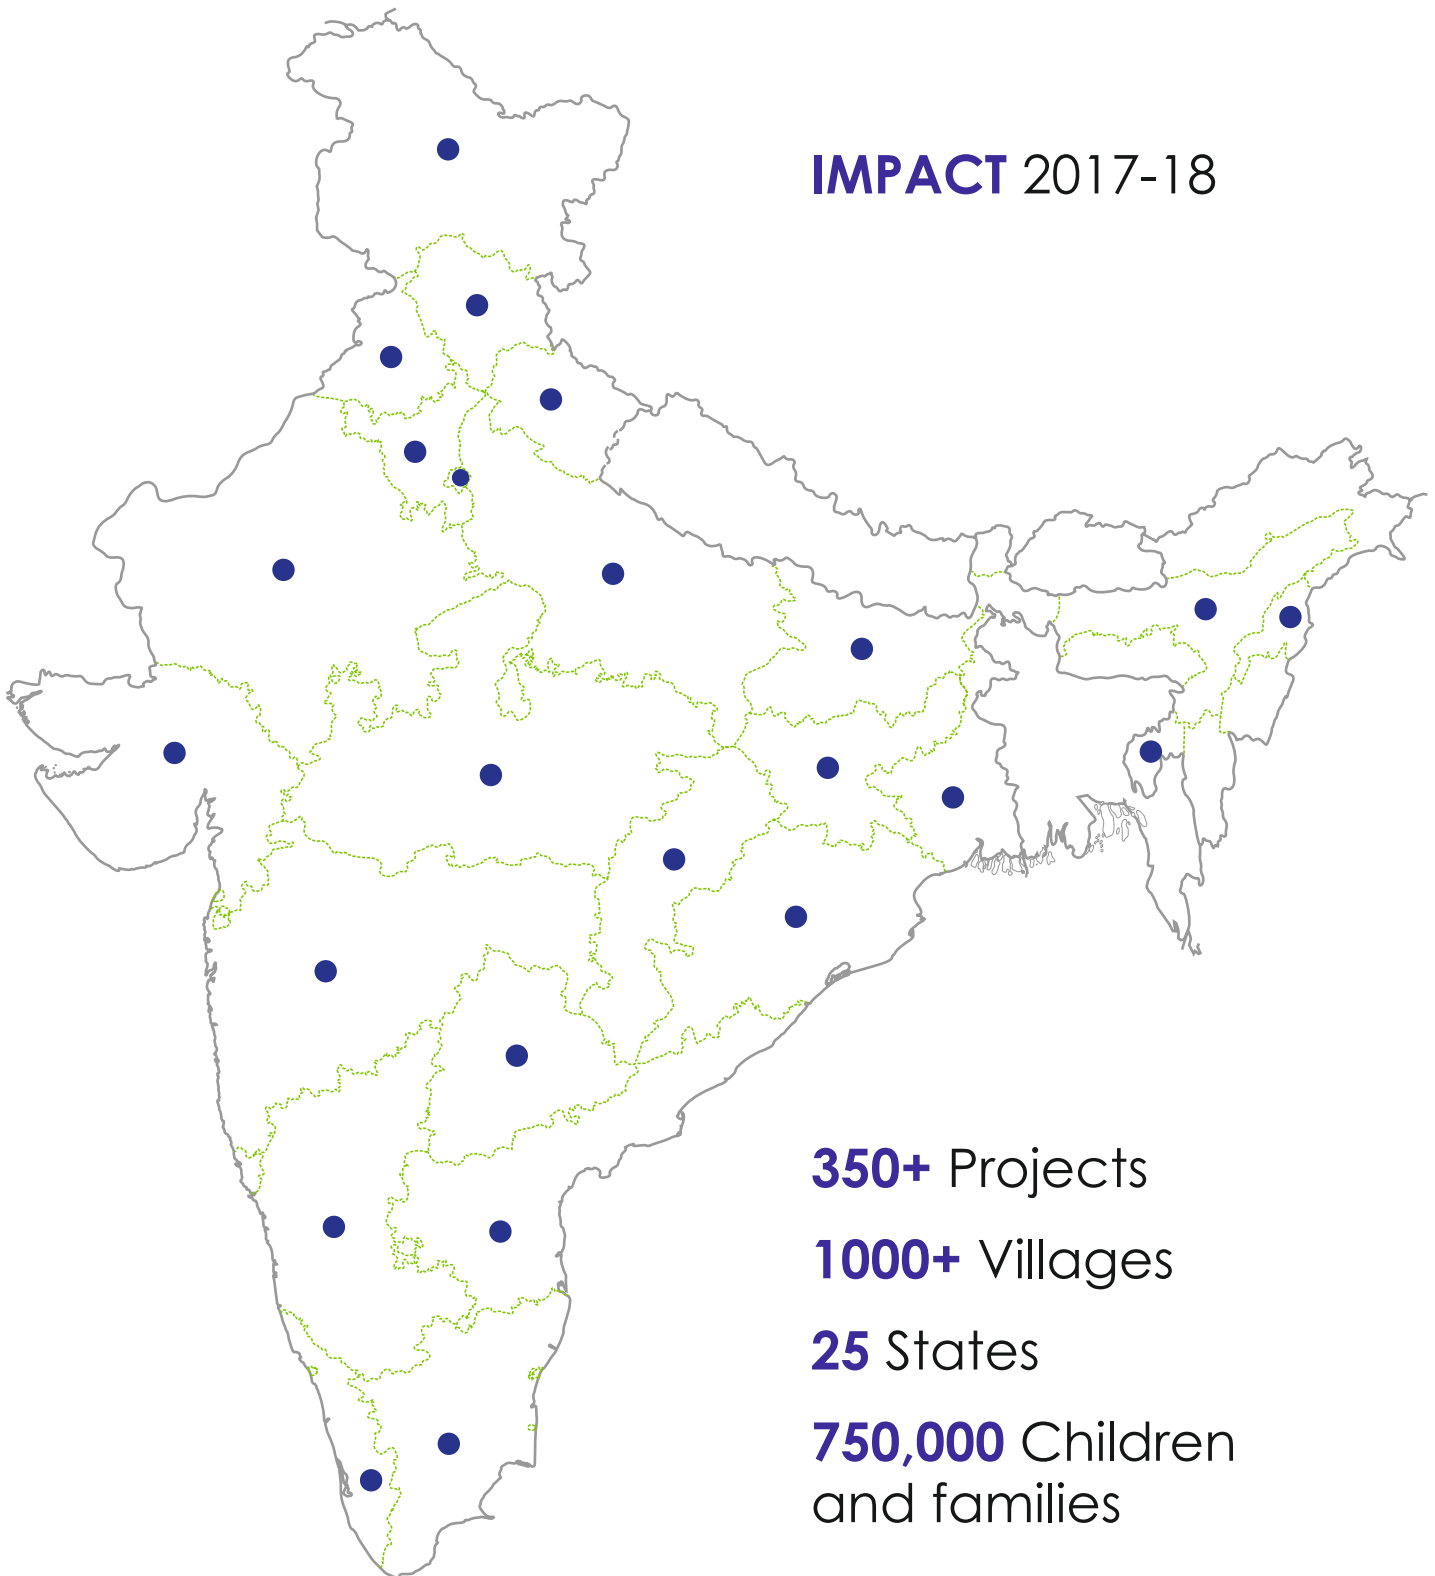 IMPACT 2017-18
350+ Projects
1000+ Villages
25 States
750,000 Children
and families